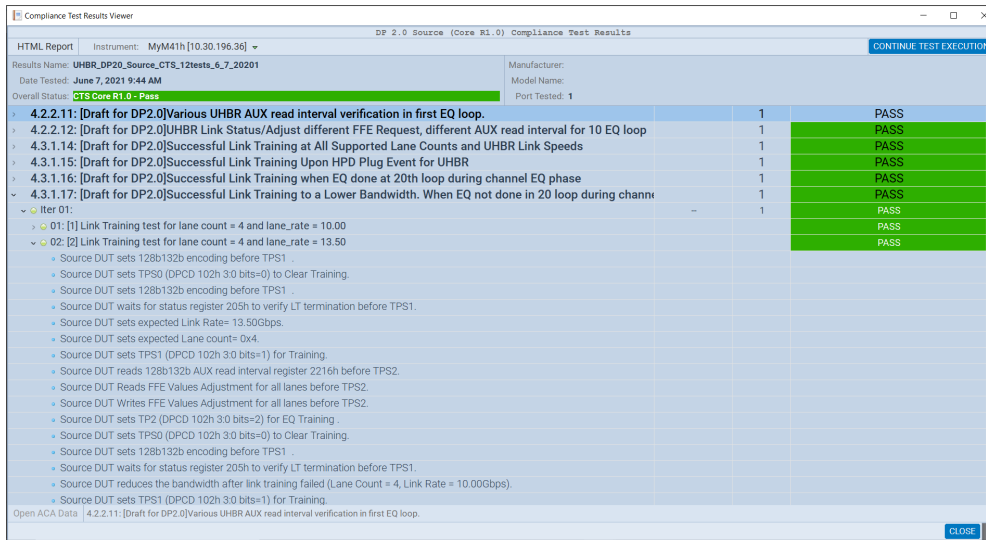 Compliance Test Results Viewer
DP 2.0 Source (Core R1.0) Compliance Test Results
HTML Report Instrument: MyM41h [10.30.196.36] CONTINUE TEST EXECUTION
Results Name: UHBR_DP20_Source_CTS_12tests_6_7_20201 Manufacturer:
Date Tested: June 7, 2021 9:44 AM Model Name:
Overall Status: CTS Core R1.0 - Pass Port Tested: 1
4.2.2.11: [Draft for DP2.0]Various UHBR AUX read interval verification in first EQ loop. 1 PASS
4.2.2.12: [Draft for DP2.0]UHBR Link Status/Adjust different FFE Request, different AUX read interval for 10 EQ loop 1 PASS
4.3.1.14: [Draft for DP2.0]Successful Link Training at All Supported Lane Counts and UHBR Link Speeds 1 PASS
4.3.1.15: [Draft for DP2.0]Successful Link Training Upon HPD Plug Event for UHBR 1 PASS
4.3.1.16: [Draft for DP2.0]Successful Link Training when EQ done at 20th loop during channel EQ phase 1 PASS
4.3.1.17: [Draft for DP2.0]Successful Link Training to a Lower Bandwidth. When EQ not done in 20 loop during channe 1 PASS
Iter 01: – 1 PASS
01: [1] Link Training test for lane count = 4 and lane_rate = 10.00 PASS
02: [2] Link Training test for lane count = 4 and lane_rate = 13.50 PASS
Source DUT sets 128b132b encoding before TPS1 .
Source DUT sets TPS0 (DPCD 102h 3:0 bits=0) to Clear Training.
Source DUT sets 128b132b encoding before TPS1 .
Source DUT waits for status register 205h to verify LT termination before TPS1.
Source DUT sets expected Link Rate= 13.50Gbps.
Source DUT sets expected Lane count= 0x4.
Source DUT sets TPS1 (DPCD 102h 3:0 bits=1) for Training.
Source DUT reads 128b132b AUX read interval register 2216h before TPS2.
Source DUT Reads FFE Values Adjustment for all lanes before TPS2.
Source DUT Writes FFE Values Adjustment for all lanes before TPS2.
Source DUT sets TP2 (DPCD 102h 3:0 bits=2) for EQ Training .
Source DUT sets TPS0 (DPCD 102h 3:0 bits=0) to Clear Training.
Source DUT sets 128b132b encoding before TPS1 .
Source DUT waits for status register 205h to verify LT termination before TPS1.
Source DUT reduces the bandwidth after link training failed (Lane Count = 4, Link Rate = 10.00Gbps).
Source DUT sets TPS1 (DPCD 102h 3:0 bits=1) for Training.
Open ACA Data 4.2.2.11: [Draft for DP2.0]Various UHBR AUX read interval verification in first EQ loop.
CLOSE